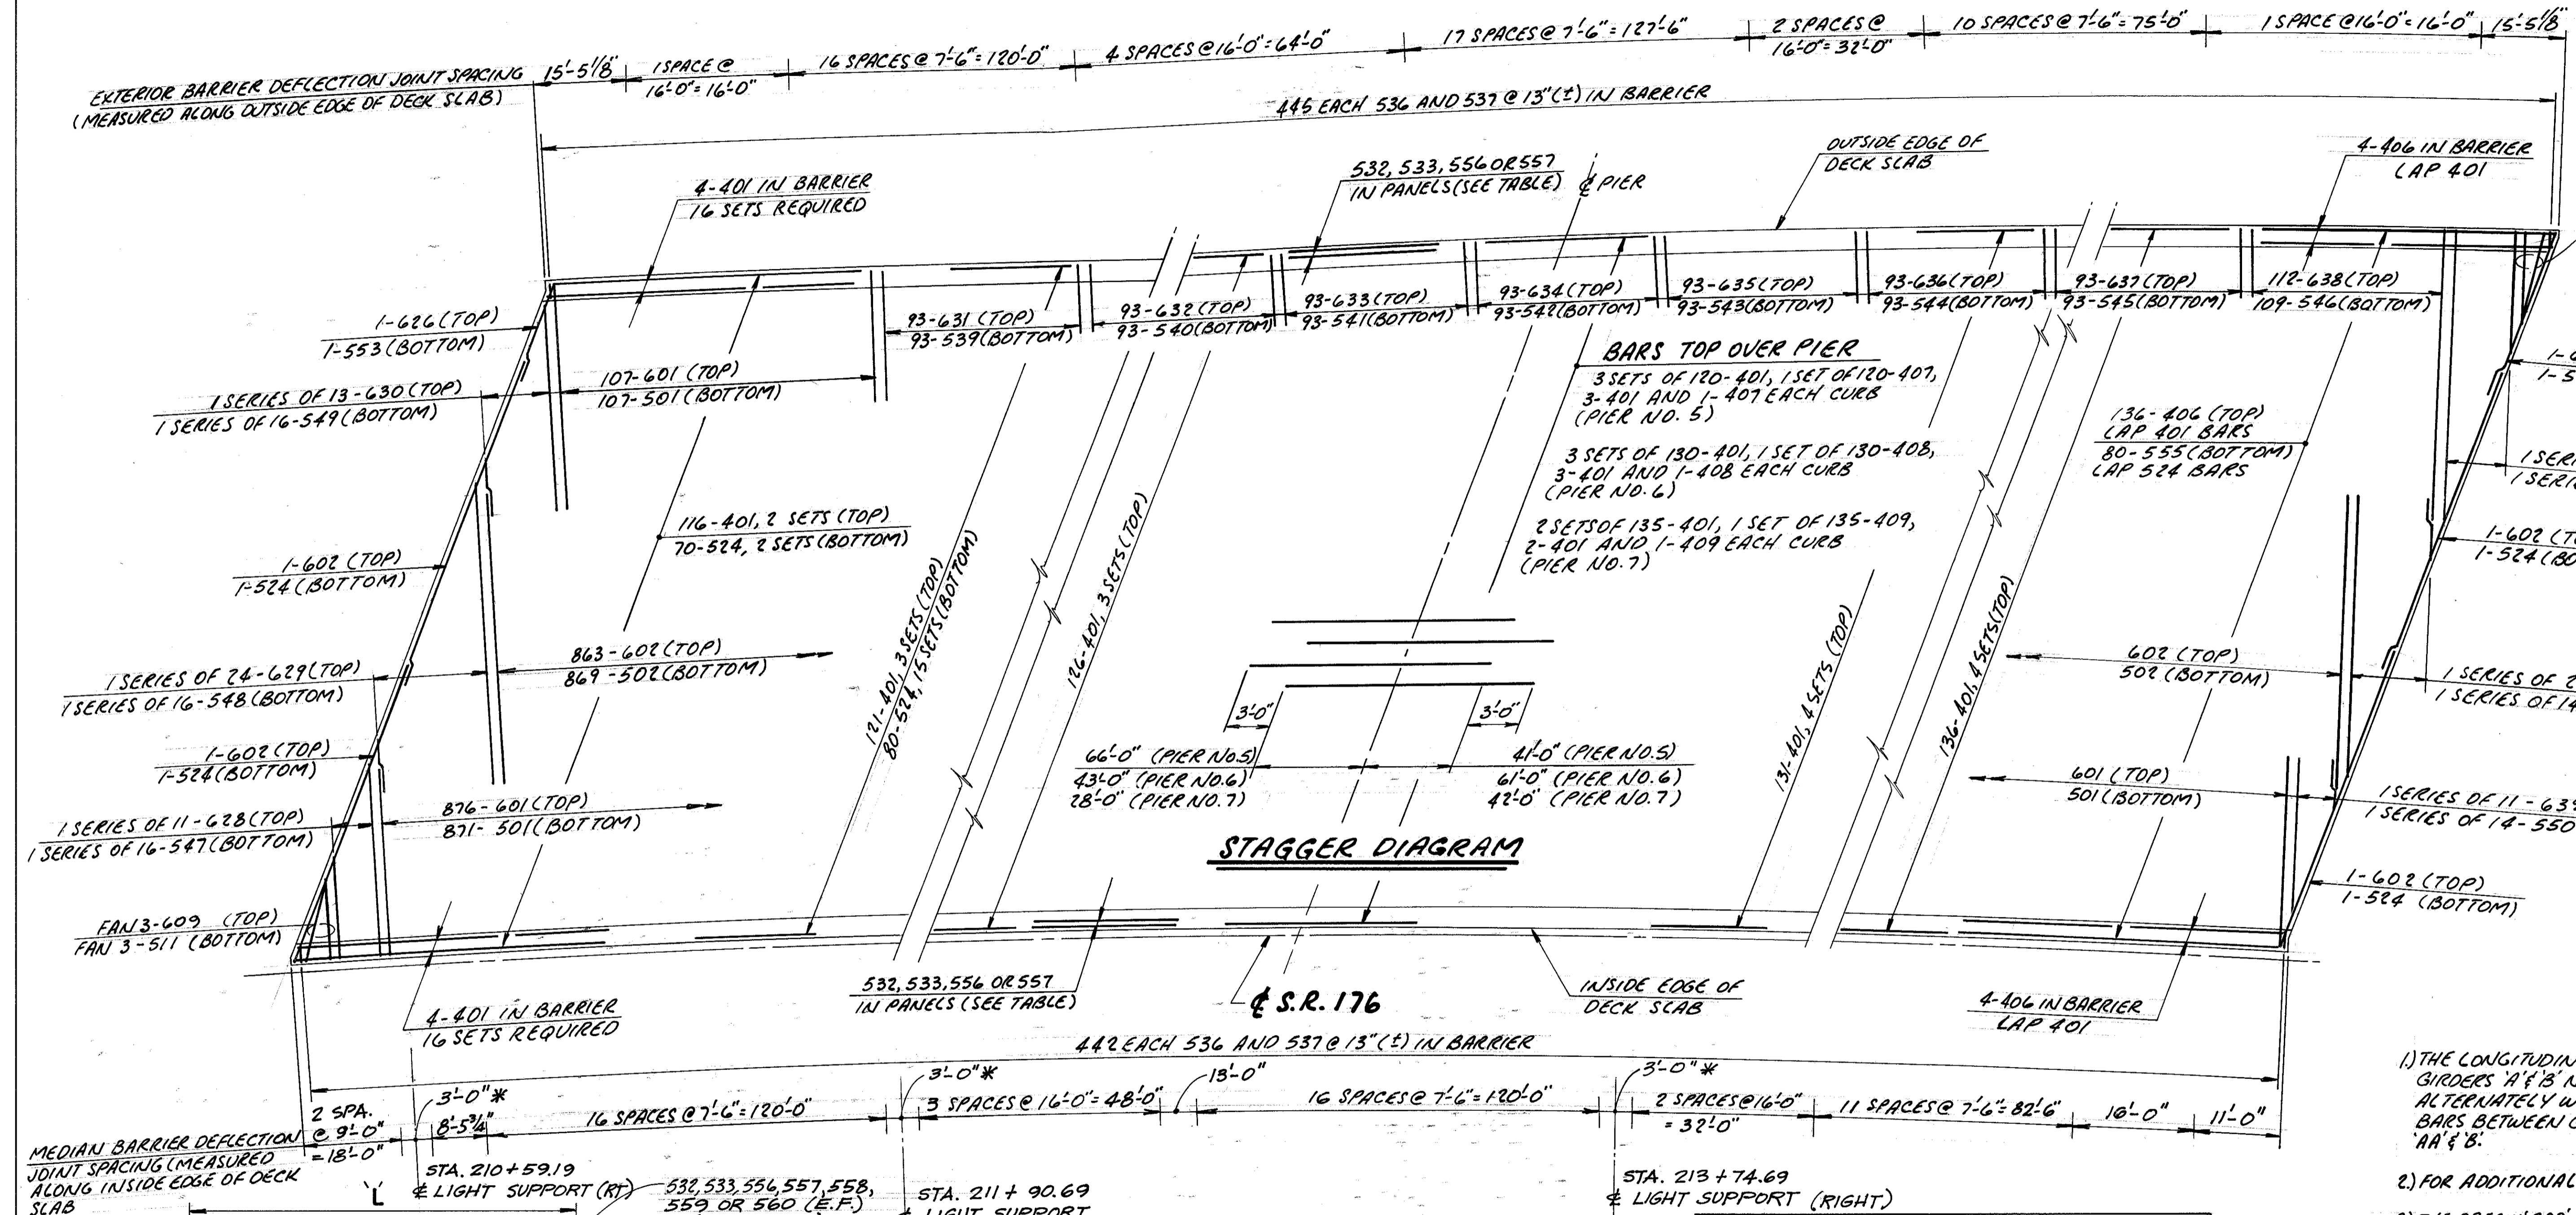 15'-5 1/8"
1 SPACE @
16'-0" = 16'-0"
16 SPACES @ 7'-6" = 120'-0"
4 SPACES @ 16'-0" = 64'-0"
17 SPACES @ 7'-6" = 127'-6"
2 SPACES @
16'-0" = 32'-0"
10 SPACES @ 7'-6" = 75'-0"
1 SPACE @ 16'-0" = 16'-0"
15'-5 1/8"
EXTERIOR BARRIER DEFLECTION JOINT SPACING
(MEASURED ALONG OUTSIDE EDGE OF DECK SLAB)
445 EACH 536 AND 537 @ 13"(±) IN BARRIER
4-401 IN BARRIER
16 SETS REQUIRED
532, 533, 556 OR 557
IN PANELS (SEE TABLE)
℄ PIER
OUTSIDE EDGE OF
DECK SLAB
4-406 IN BARRIER
LAP 401
1-626 (TOP)
1-553 (BOTTOM)
93-631 (TOP)
93-539 (BOTTOM)
93-632 (TOP)
93-540 (BOTTOM)
93-633 (TOP)
93-541 (BOTTOM)
93-634 (TOP)
93-542 (BOTTOM)
93-635 (TOP)
93-543 (BOTTOM)
93-636 (TOP)
93-544 (BOTTOM)
93-637 (TOP)
93-545 (BOTTOM)
112-638 (TOP)
109-546 (BOTTOM)
1 SERIES OF 13-630 (TOP)
1 SERIES OF 16-549 (BOTTOM)
107-601 (TOP)
107-501 (BOTTOM)
BARS TOP OVER PIER
3 SETS OF 120-401, 1 SET OF 120-407,
3-401 AND 1-407 EACH CURB
(PIER NO. 5)
3 SETS OF 130-401, 1 SET OF 130-408,
3-401 AND 1-408 EACH CURB
(PIER NO. 6)
2 SETS OF 135-401, 1 SET OF 135-409,
2-401 AND 1-409 EACH CURB
(PIER NO. 7)
136-406 (TOP)
LAP 401 BARS
80-555 (BOTTOM)
LAP 524 BARS
116-401, 2 SETS (TOP)
70-524, 2 SETS (BOTTOM)
1-602 (TOP)
1-524 (BOTTOM)
121-401, 3 SETS (TOP)
80-524, 15 SETS (BOTTOM)
126-401, 3 SETS (TOP)
131-401, 4 SETS (TOP)
136-401, 4 SETS (TOP)
1-602 (T
1-524 (BO
863-602 (TOP)
869-502 (BOTTOM)
1 SERIES OF 24-629 (TOP)
1 SERIES OF 16-548 (BOTTOM)
602 (TOP)
502 (BOTTOM)
1 SERIES OF 2
1 SERIES OF 14
1-602 (TOP)
1-524 (BOTTOM)
3'-0"
3'-0"
66'-0" (PIER NO. 5)
43'-0" (PIER NO. 6)
28'-0" (PIER NO. 7)
41'-0" (PIER NO. 5)
61'-0" (PIER NO. 6)
42'-0" (PIER NO. 7)
STAGGER DIAGRAM
876-601 (TOP)
871-501 (BOTTOM)
1 SERIES OF 11-628 (TOP)
1 SERIES OF 16-547 (BOTTOM)
601 (TOP)
501 (BOTTOM)
1 SERIES OF 11-639
1 SERIES OF 14-550
1-602 (TOP)
1-524 (BOTTOM)
FAN 3-609 (TOP)
FAN 3-511 (BOTTOM)
4-401 IN BARRIER
16 SETS REQUIRED
532, 533, 556 OR 557
IN PANELS (SEE TABLE)
℄ S.R. 176
INSIDE EDGE OF
DECK SLAB
4-406 IN BARRIER
LAP 401
442 EACH 536 AND 537 @ 13"(±) IN BARRIER
2 SPA.
@ 9'-0"
= 18'-0"
3'-0" *
8'-5 3/4"
16 SPACES @ 7'-6" = 120'-0"
3'-0" *
3 SPACES @ 16'-0" = 48'-0"
13'-0"
16 SPACES @ 7'-6" = 120'-0"
3'-0" *
2 SPACES @ 16'-0"
= 32'-0"
11 SPACES @ 7'-6" = 82'-6"
16'-0"
11'-0"
MEDIAN BARRIER DEFLECTION
JOINT SPACING (MEASURED
ALONG INSIDE EDGE OF DECK
SLAB
'L'
STA. 210 + 59.19
℄ LIGHT SUPPORT (RT)
532, 533, 556, 557, 558,
559 OR 560 (E.F.)
STA. 211 + 90.69
LIGHT SUPPORT
STA. 213 + 74.69
℄ LIGHT SUPPORT (RIGHT)
1.) THE LONGITUDIN
GIRDERS 'A' & 'B' N
ALTERNATELY W
BARS BETWEEN G
'AA' & 'B'.
2.) FOR ADDITIONAL